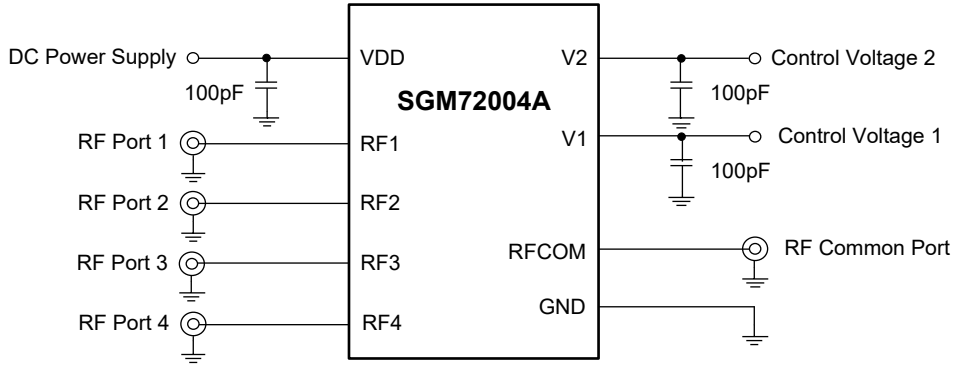 DC Power Supply
100pF
RF Port 1
RF Port 2
RF Port 3
RF Port 4
VDD
RF1
RF2
RF3
RF4
SGM72004A
V2
V1
RFCOM
GND
Control Voltage 2
100pF
Control Voltage 1
100pF
RF Common Port